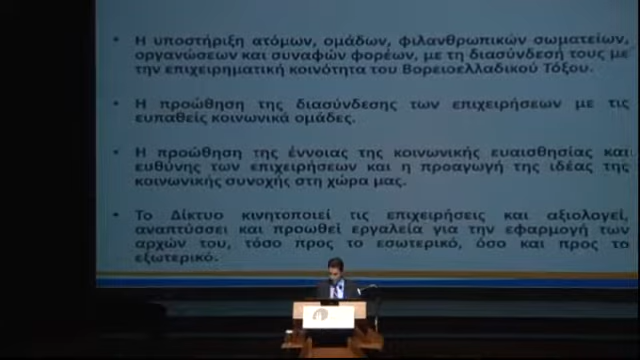 • Η υποστήριξη ατόμων, ομάδων, φιλανθρωπικών σωματείων,
οργανώσεων και συναφών φορέων, με τη διασύνδεσή τους με
την επιχειρηματική κοινότητα του Βορειοελλαδικού Τόξου.
• Η προώθηση της διασύνδεσης των επιχειρήσεων με τις
ευπαθείς κοινωνικά ομάδες.
• Η προώθηση της έννοιας της κοινωνικής ευαισθησίας και
ευθύνης των επιχειρήσεων και η προαγωγή της ιδέας της
κοινωνικής συνοχής στη χώρα μας.
• Το Δίκτυο κινητοποιεί τις επιχειρήσεις και αξιολογεί,
αναπτύσσει και προωθεί εργαλεία για την εφαρμογή των
αρχών του, τόσο προς το εσωτερικό, όσο και προς το
εξωτερικό.